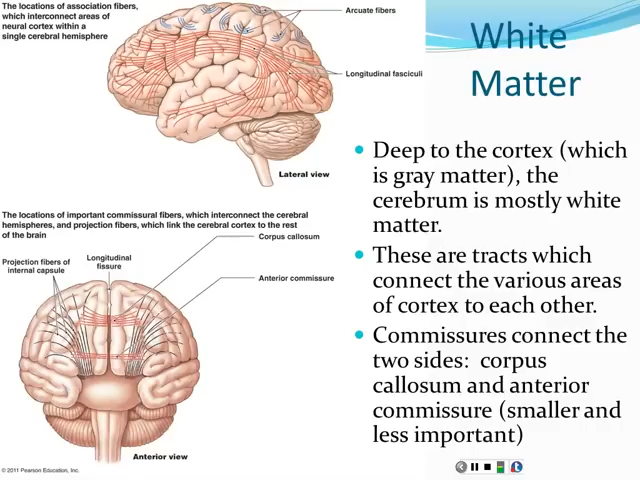 The locations of association fibers,
which interconnect areas of
neural cortex within a
single cerebral hemisphere
Arcuate fibers
Longitudinal fasciculi
Lateral view
The locations of important commissural fibers, which interconnect the cerebral
hemispheres, and projection fibers, which link the cerebral cortex to the rest
of the brain
Corpus callosum
Projection fibers of
internal capsule
Longitudinal
fissure
Anterior commissure
Anterior view
© 2011 Pearson Education, Inc.
White
Matter
• Deep to the cortex (which
is gray matter), the
cerebrum is mostly white
matter.
• These are tracts which
connect the various areas
of cortex to each other.
• Commissures connect the
two sides: corpus
callosum and anterior
commissure (smaller and
less important)